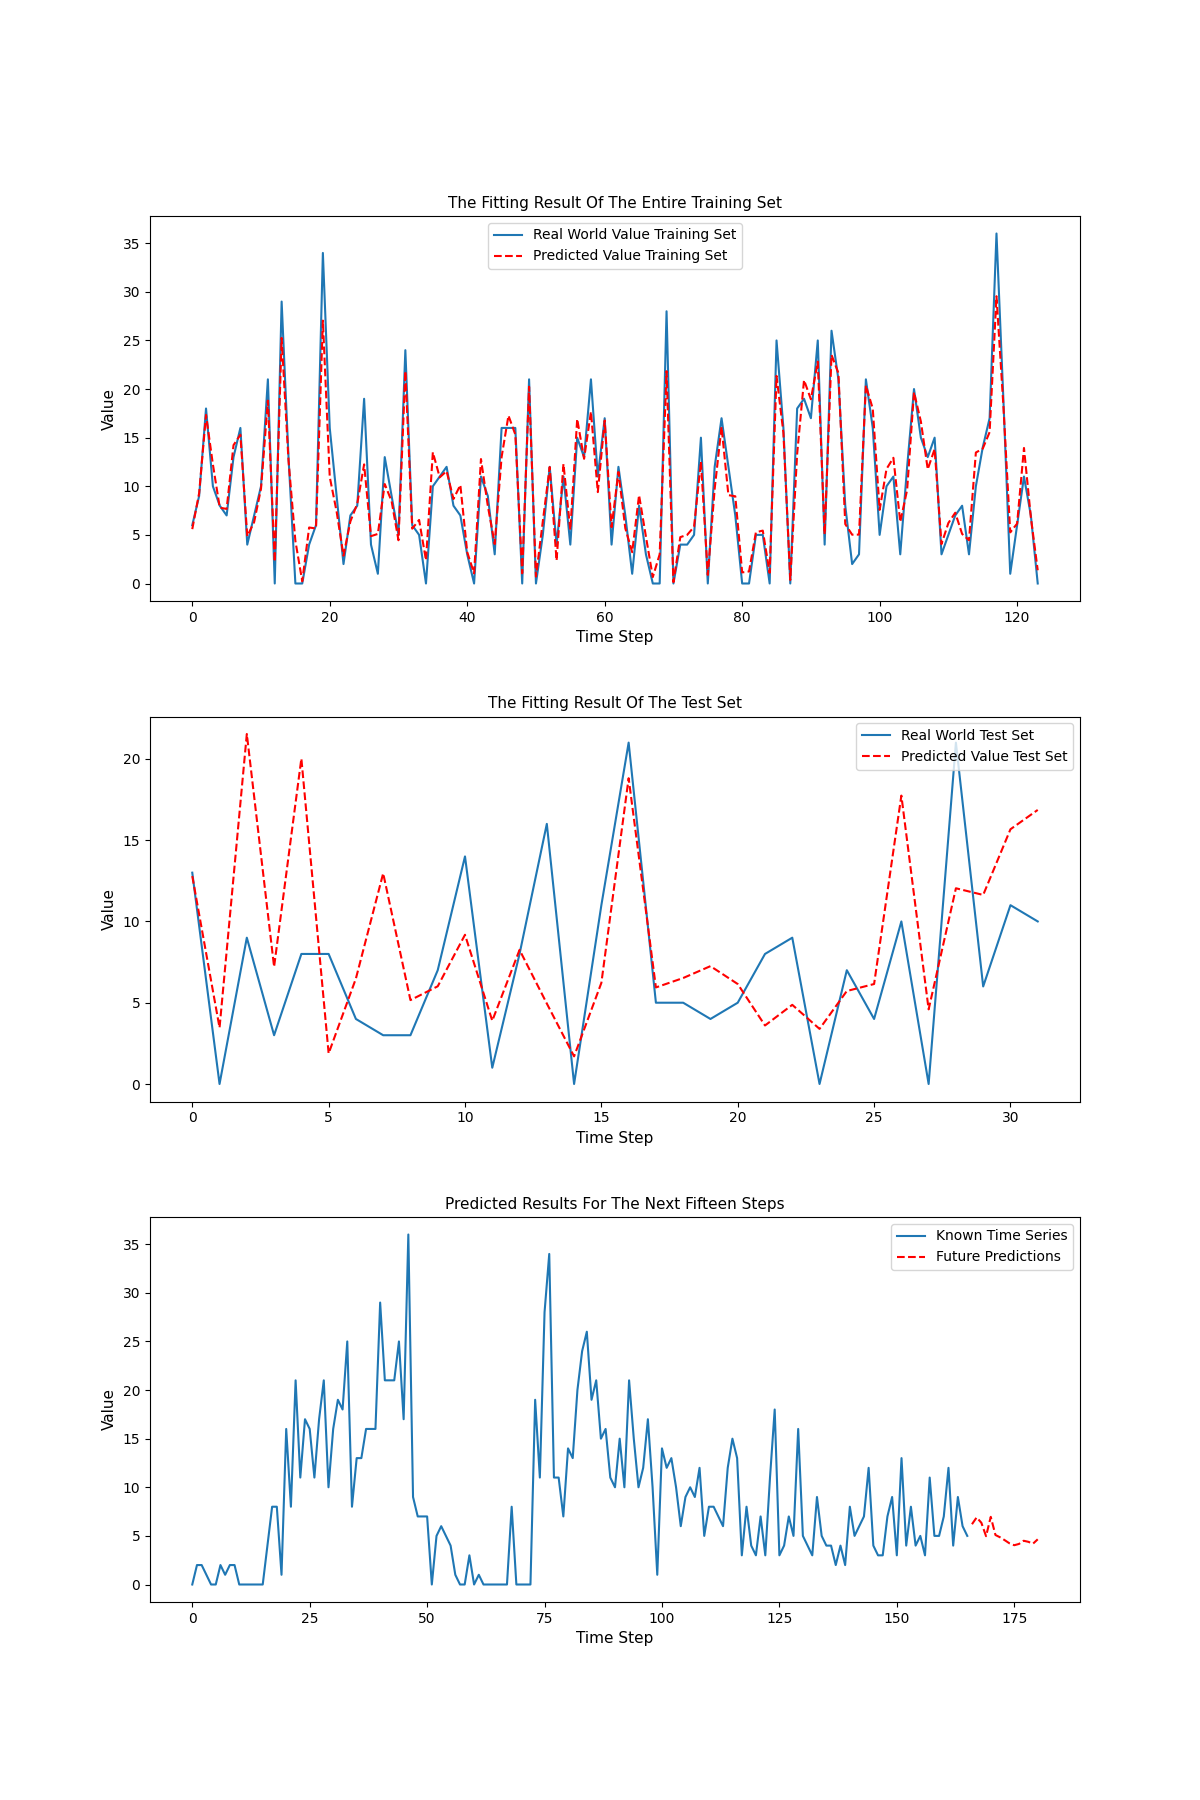 The Fitting Result Of The Entire Training Set
Real World Value Training Set
Predicted Value Training Set
Value
35
30
25
20
15
10
5
0
0 20 40 60 80 100 120
Time Step
The Fitting Result Of The Test Set
Real World Test Set
Predicted Value Test Set
Value
20
15
10
5
0
0 5 10 15 20 25 30
Time Step
Predicted Results For The Next Fifteen Steps
Known Time Series
Future Predictions
Value
35
30
25
20
15
10
5
0
0 25 50 75 100 125 150 175
Time Step